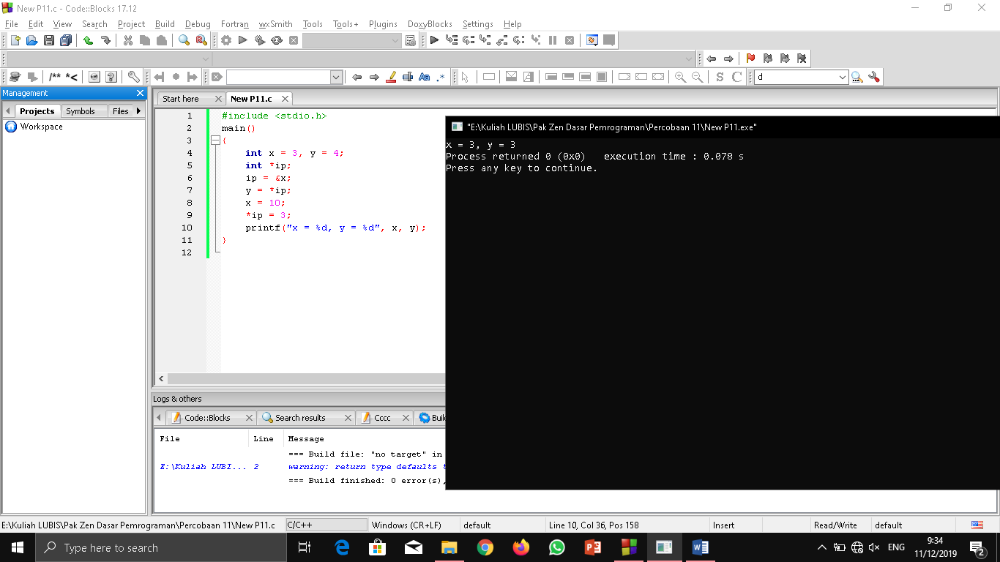 New P11.c - Code::Blocks 17.12
File Edit View Search Project Build Debug Fortran wxSmith Tools Tools+ Plugins DoxyBlocks Settings Help
/** *< Aa .* S C d
Management
Projects Symbols Files
Workspace
Start here New P11.c
1 #include <stdio.h>
2 main()
3 {
4 int x = 3, y = 4;
5 int *ip;
6 ip = &x;
7 y = *ip;
8 x = 10;
9 *ip = 3;
10 printf("x = %d, y = %d", x, y);
11 }
12
"E:\Kuliah LUBIS\Pak Zen Dasar Pemrograman\Percobaan 11\New P11.exe"
x = 3, y = 3
Process returned 0 (0x0) execution time : 0.078 s
Press any key to continue.
Logs & others
Code::Blocks Search results Cccc Buil
File Line Message
=== Build file: "no target" in
E:\Kuliah LUBI... 2 warning: return type defaults t
=== Build finished: 0 error(s),
E:\Kuliah LUBIS\Pak Zen Dasar Pemrograman\Percobaan 11\New P11.c C/C++ Windows (CR+LF) default Line 10, Col 36, Pos 158 Insert Read/Write default
Type here to search
ENG
9:34
11/12/2019
2